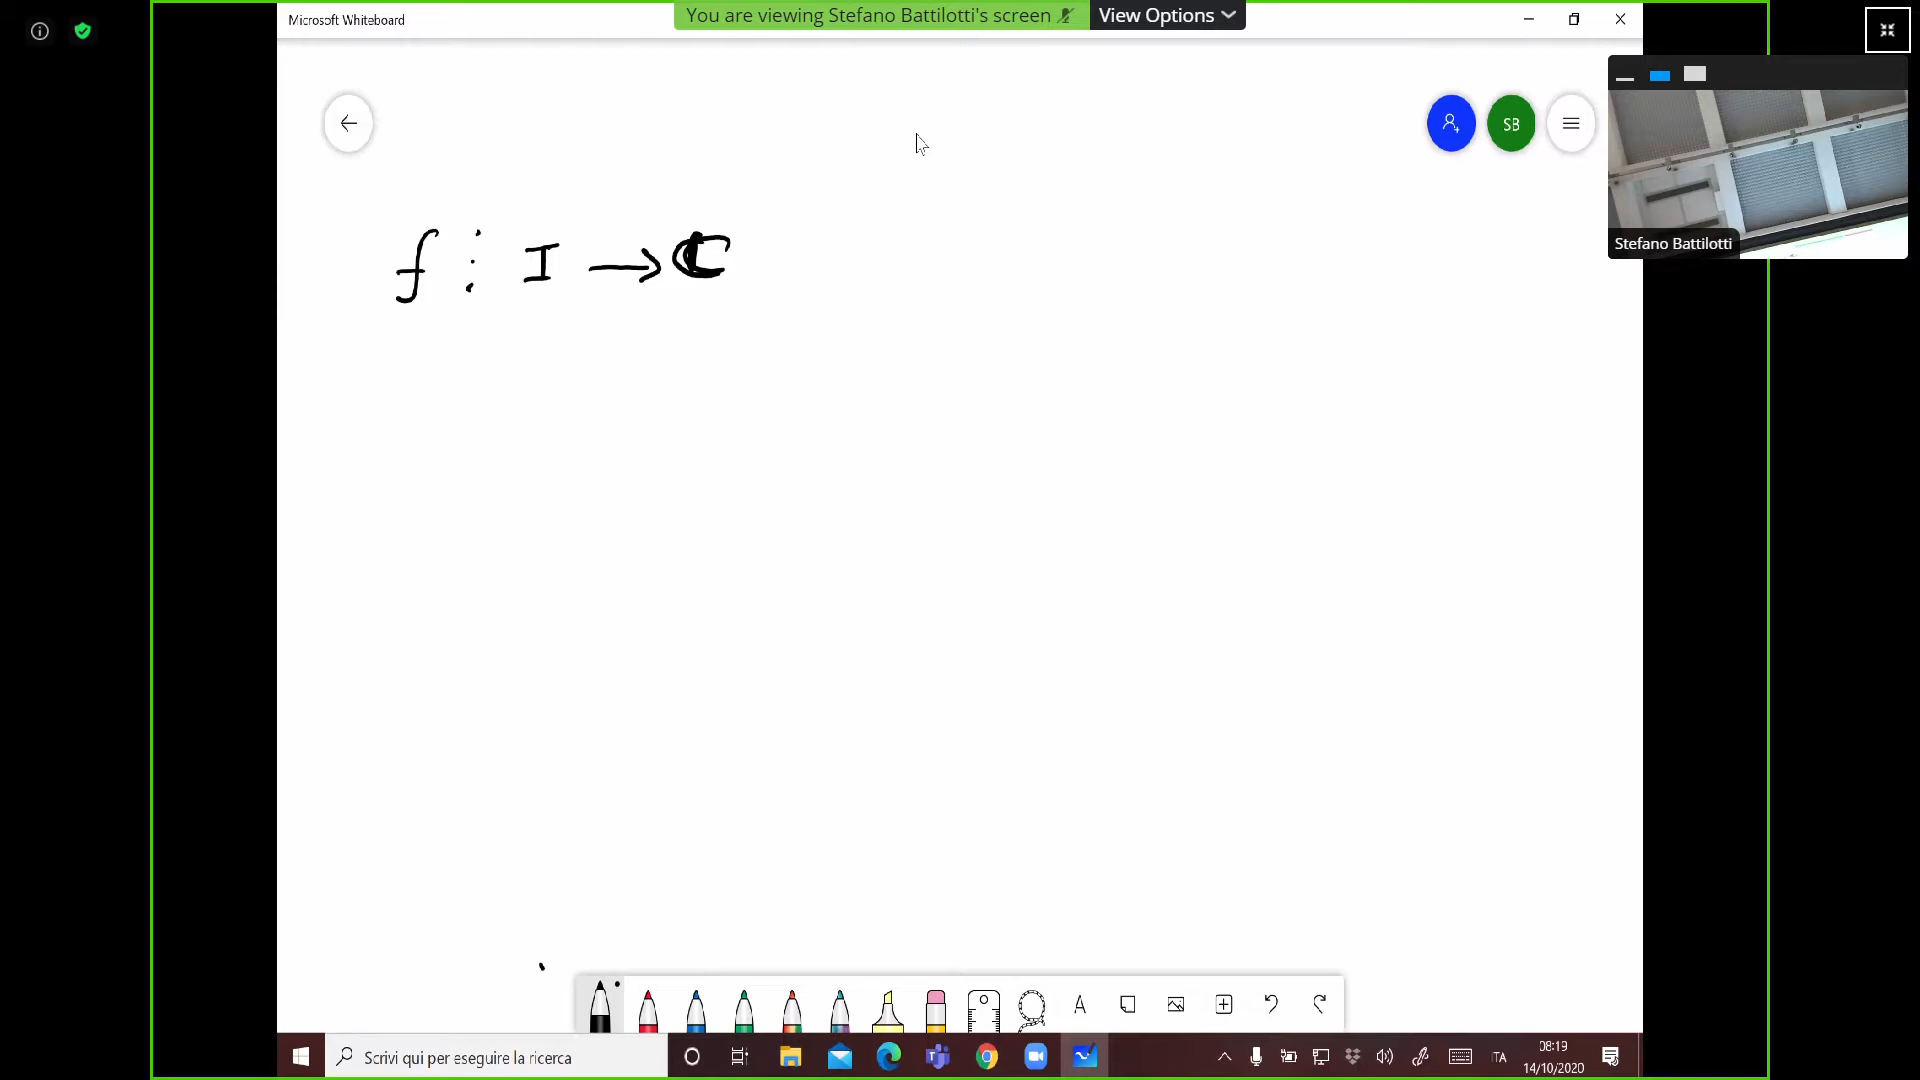 You are viewing Stefano Battilotti's screen View Options
Microsoft Whiteboard
SB
Stefano Battilotti
f : I → ℂ
A
Scrivi qui per eseguire la ricerca
ITA
08:19
14/10/2020